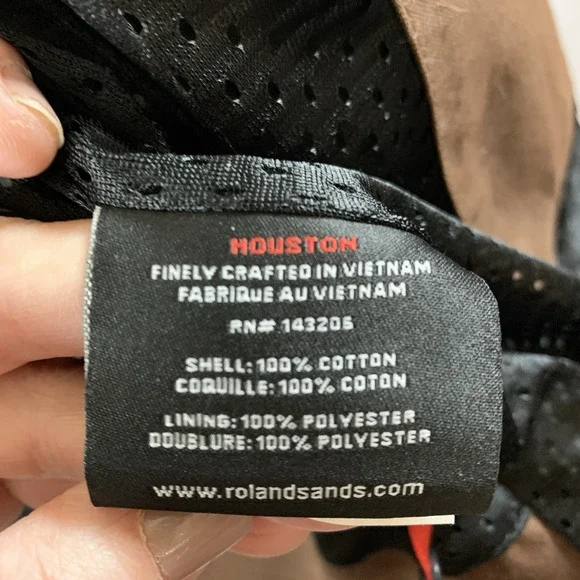 HOUSTON
FINELY CRAFTED IN VIETNAM
FABRIQUE AU VIETNAM
RN# 143205
SHELL: 100% COTTON
COQUILLE: 100% COTON
LINING: 100% POLYESTER
DOUBLURE: 100% POLYESTER
www.rolandsands.com